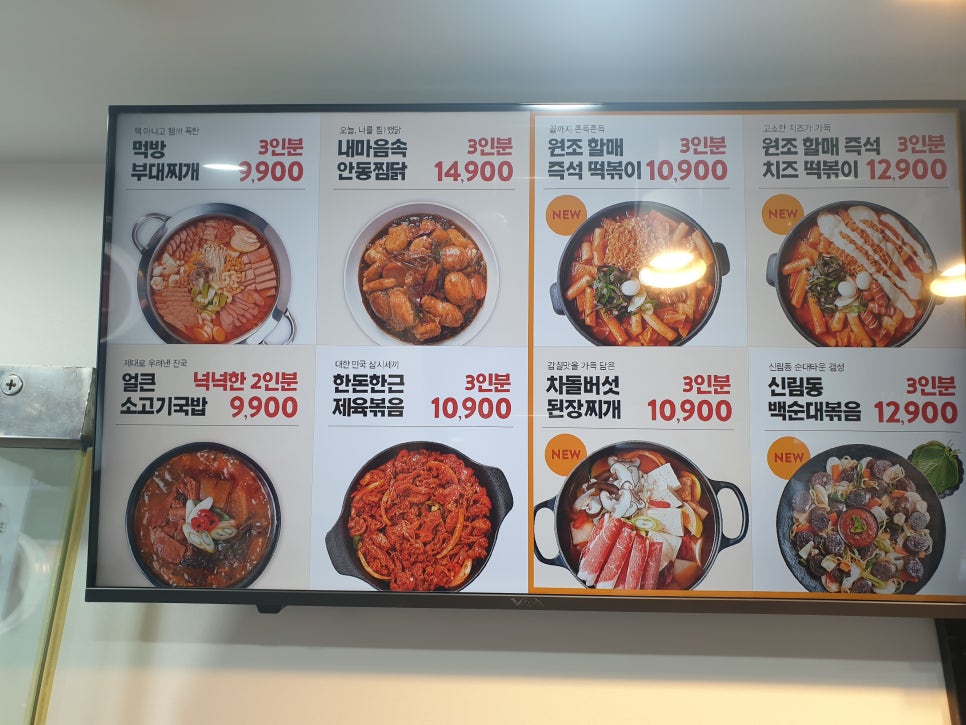 햄 아니고 햄!!! 폭탄
먹방 3인분
부대찌개 9,900
오늘, 너를 찜! 했닭
내마음속 3인분
안동찜닭 14,900
끝까지 쫀득쫀득
원조 할매 3인분
즉석 떡볶이 10,900
NEW
고소한 치즈가 가득
원조 할매 즉석 3인분
치즈 떡볶이 12,900
NEW
제대로 우려낸 진국
얼큰 넉넉한 2인분
소고기국밥 9,900
대한민국 삼시세끼
한돈한근 3인분
제육볶음 10,900
감칠맛을 가득 담은
차돌버섯 3인분
된장찌개 10,900
NEW
신림동 순대타운 갬성
신림동 3인분
백순대볶음 12,900
NEW